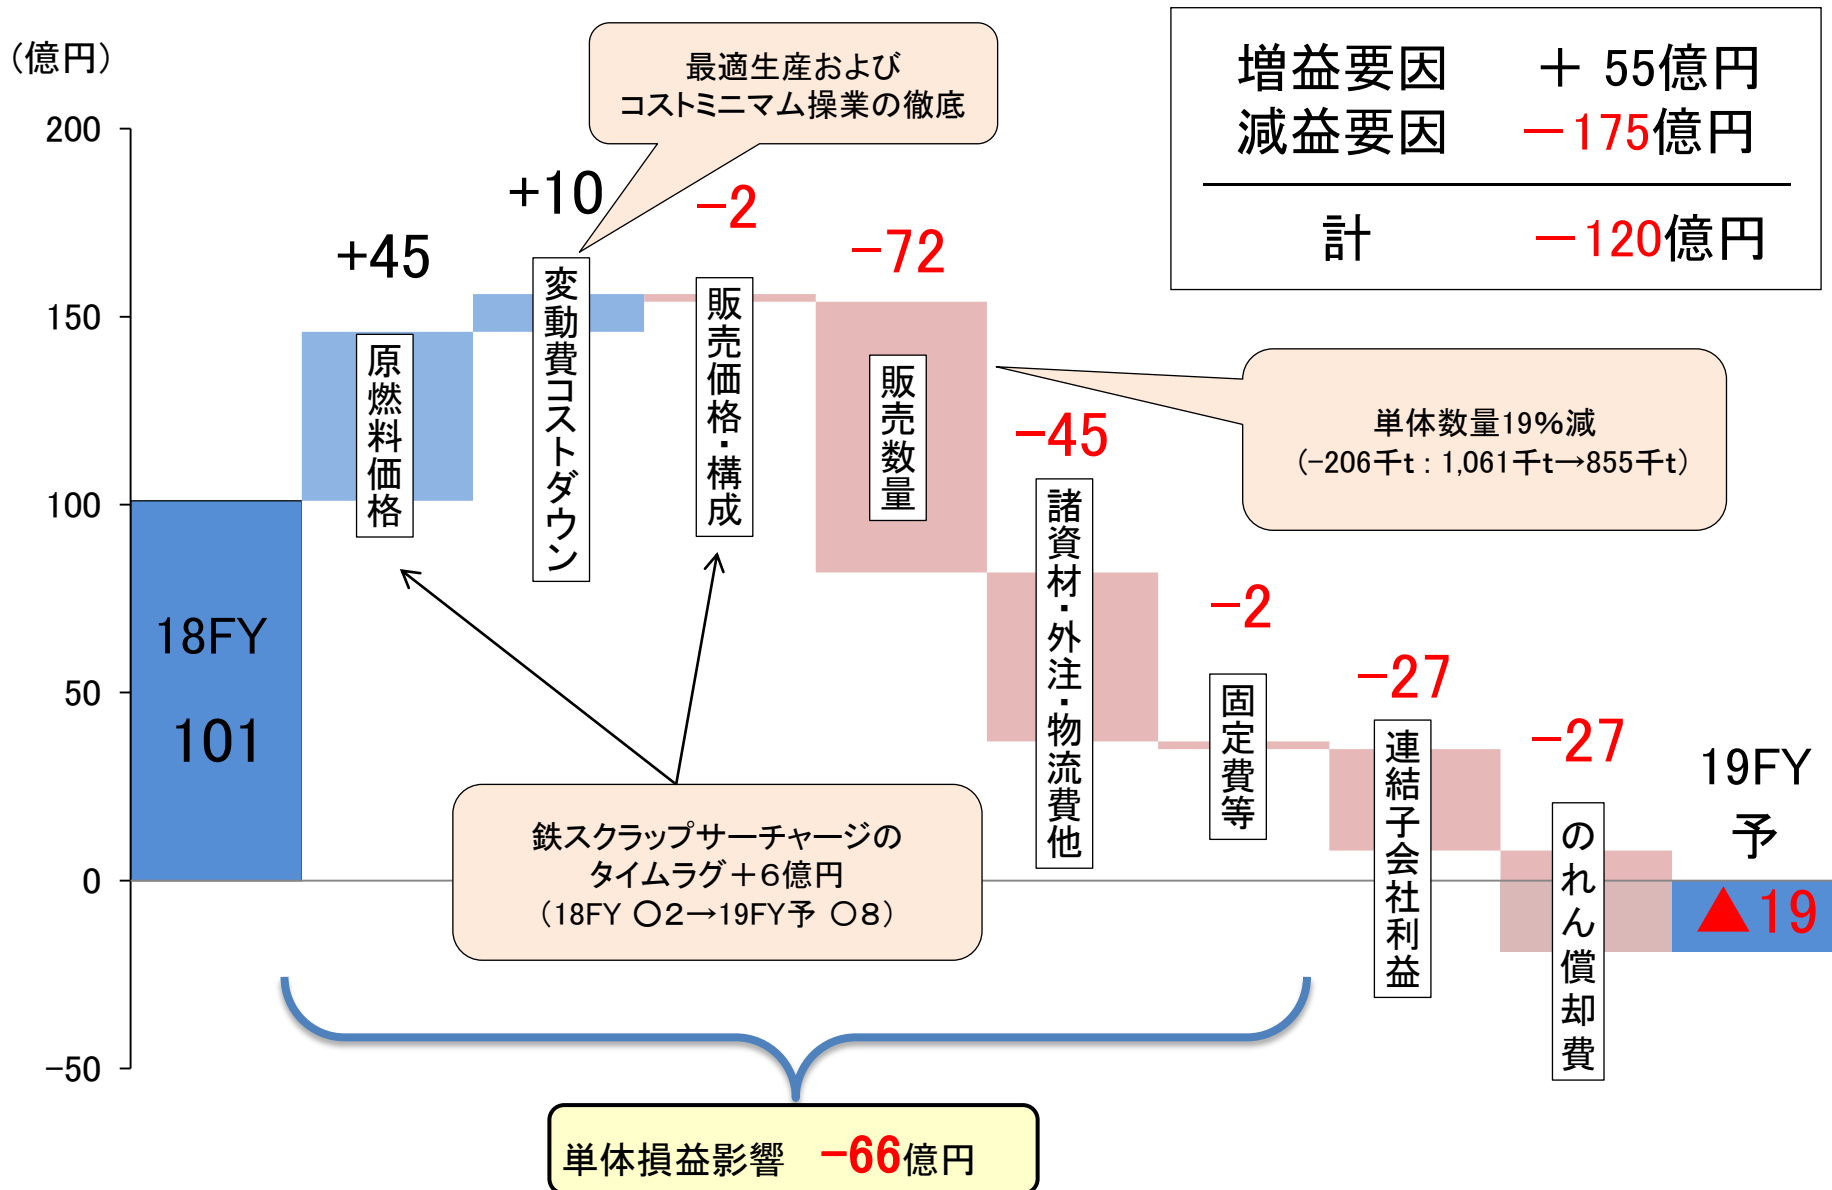 (億円)
最適生産および
コストミニマム操業の徹底
増益要因 + 55億円
減益要因 -175億円
計 -120億円
200
150
100
50
0
-50
+45
+10
-2
-72
-45
-2
-27
-27
原燃料価格
変動費コストダウン
販売価格・構成
販売数量
諸資材・外注・物流費他
固定費等
連結子会社利益
のれん償却費
単体数量19%減
(-206千t：1,061千t→855千t)
18FY
101
19FY
予
▲19
鉄スクラップサーチャージの
タイムラグ+6億円
(18FY ○2→19FY予 ○8)
単体損益影響 -66億円